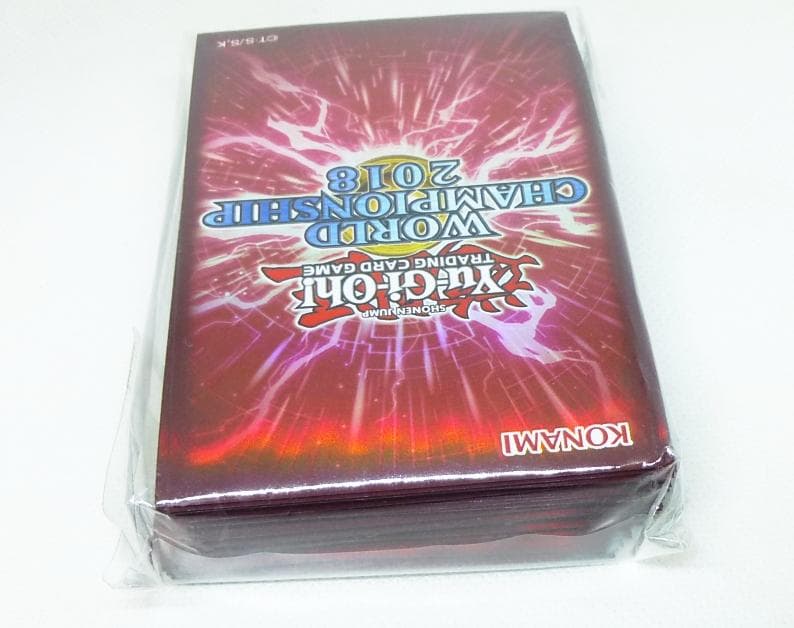 KONAMI
SHONEN JUMP
Yu-Gi-Oh!
TRADING CARD GAME
WORLD
CHAMPIONSHIP
2018
©T･S/S,K